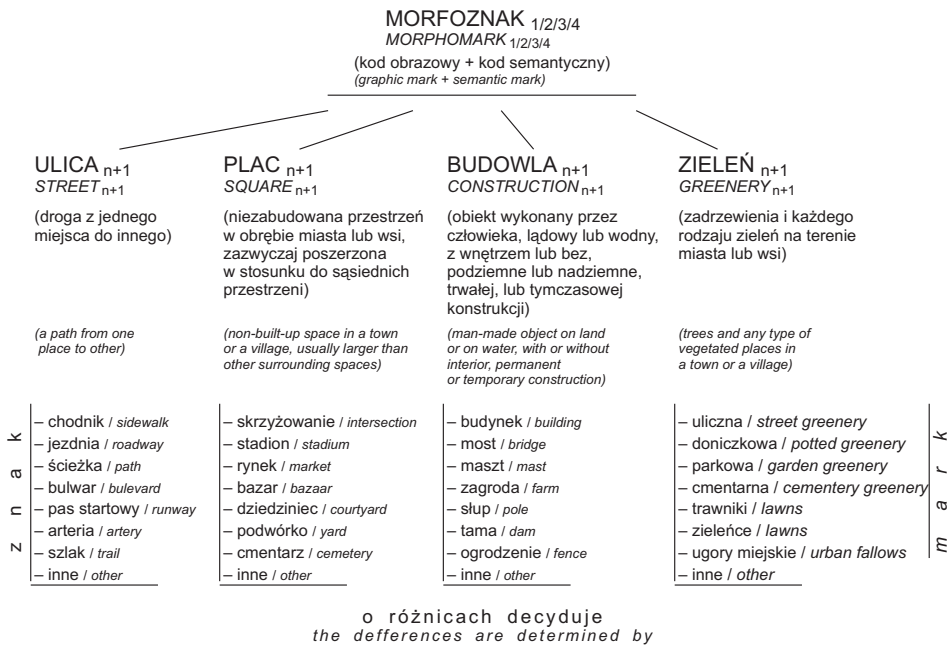 MORFOZNAK 1/2/3/4
MORPHOMARK 1/2/3/4
(kod obrazowy + kod semantyczny)
(graphic mark + semantic mark)
ULICA n+1
STREET n+1
(droga z jednego
miejsca do innego)
(a path from one
place to other)
– chodnik / sidewalk
– jezdnia / roadway
– ścieżka / path
– bulwar / bulevard
– pas startowy / runway
– arteria / artery
– szlak / trail
– inne / other
PLAC n+1
SQUARE n+1
(niezabudowana przestrzeń
w obrębie miasta lub wsi,
zazwyczaj poszerzona
w stosunku do sąsiednich
przestrzeni)
(non-built-up space in a town
or a village, usually larger than
other surrounding spaces)
– skrzyżowanie / intersection
– stadion / stadium
– rynek / market
– bazar / bazaar
– dziedziniec / courtyard
– podwórko / yard
– cmentarz / cemetery
– inne / other
BUDOWLA n+1
CONSTRUCTION n+1
(obiekt wykonany przez
człowieka, lądowy lub wodny,
z wnętrzem lub bez,
podziemne lub nadziemne,
trwałej, lub tymczasowej
konstrukcji)
(man-made object on land
or on water, with or without
interior, permanent
or temporary construction)
– budynek / building
– most / bridge
– maszt / mast
– zagroda / farm
– słup / pole
– tama / dam
– ogrodzenie / fence
– inne / other
ZIELEŃ n+1
GREENERY n+1
(zadrzewienia i każdego
rodzaju zieleń na terenie
miasta lub wsi)
(trees and any type of
vegetated places in
a town or a village)
– uliczna / street greenery
– doniczkowa / potted greenery
– parkowa / garden greenery
– cmentarna / cementery greenery
– trawniki / lawns
– zieleńce / lawns
– ugory miejskie / urban fallows
– inne / other
znak
mark
o różnicach decyduje
the defferences are determined by